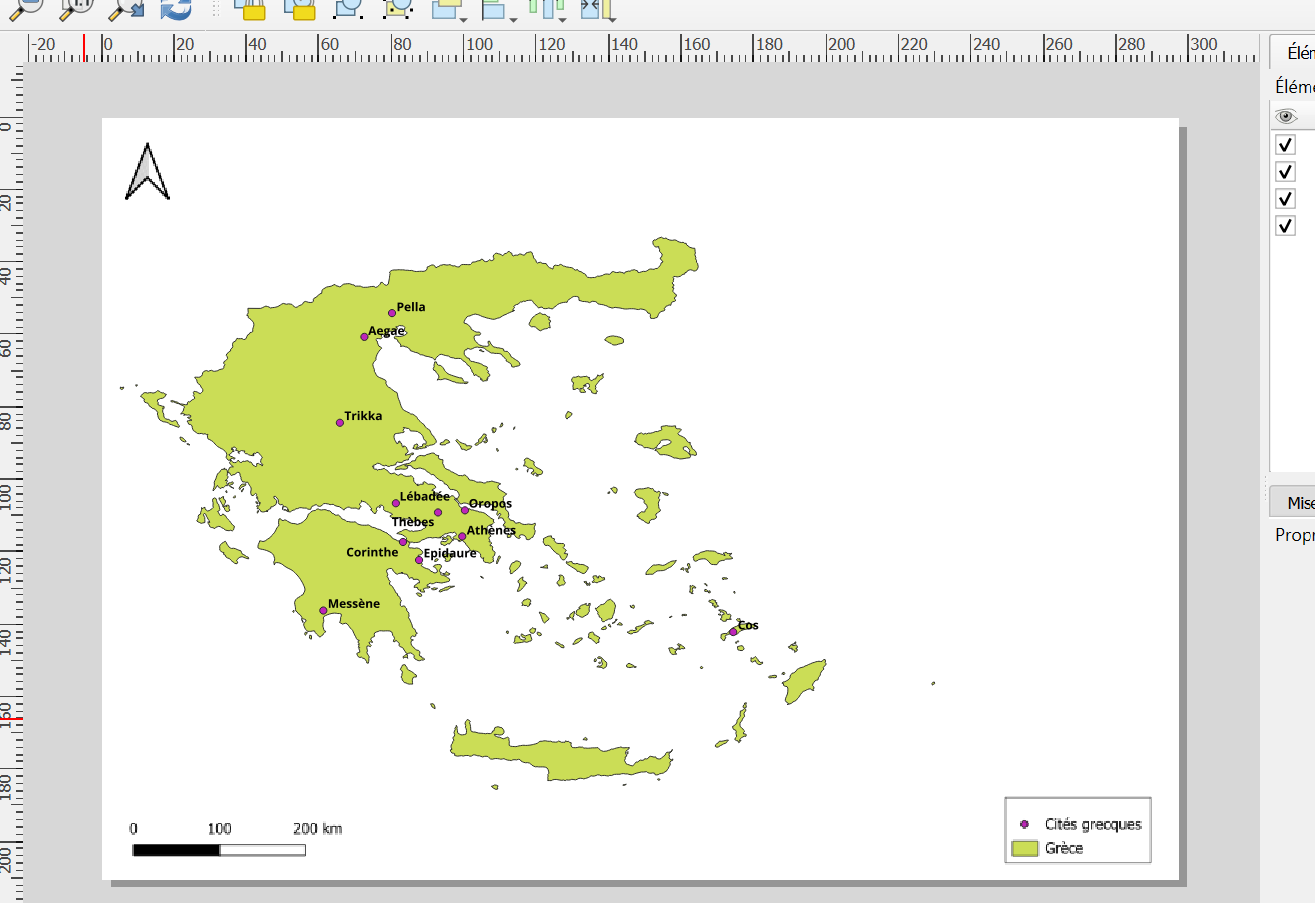 -20 0 20 40 60 80 100 120 140 160 180 200 220 240 260 280 300
Élém
Élém
0
20
40
60
80
100
120
140
160
180
200
Pella
Aegae
Trikka
Lébadée
Oropos
Thèbes
Athènes
Corinthe
Epidaure
Messène
Cos
0 100 200 km
Cités grecques
Grèce
Mise
Propr